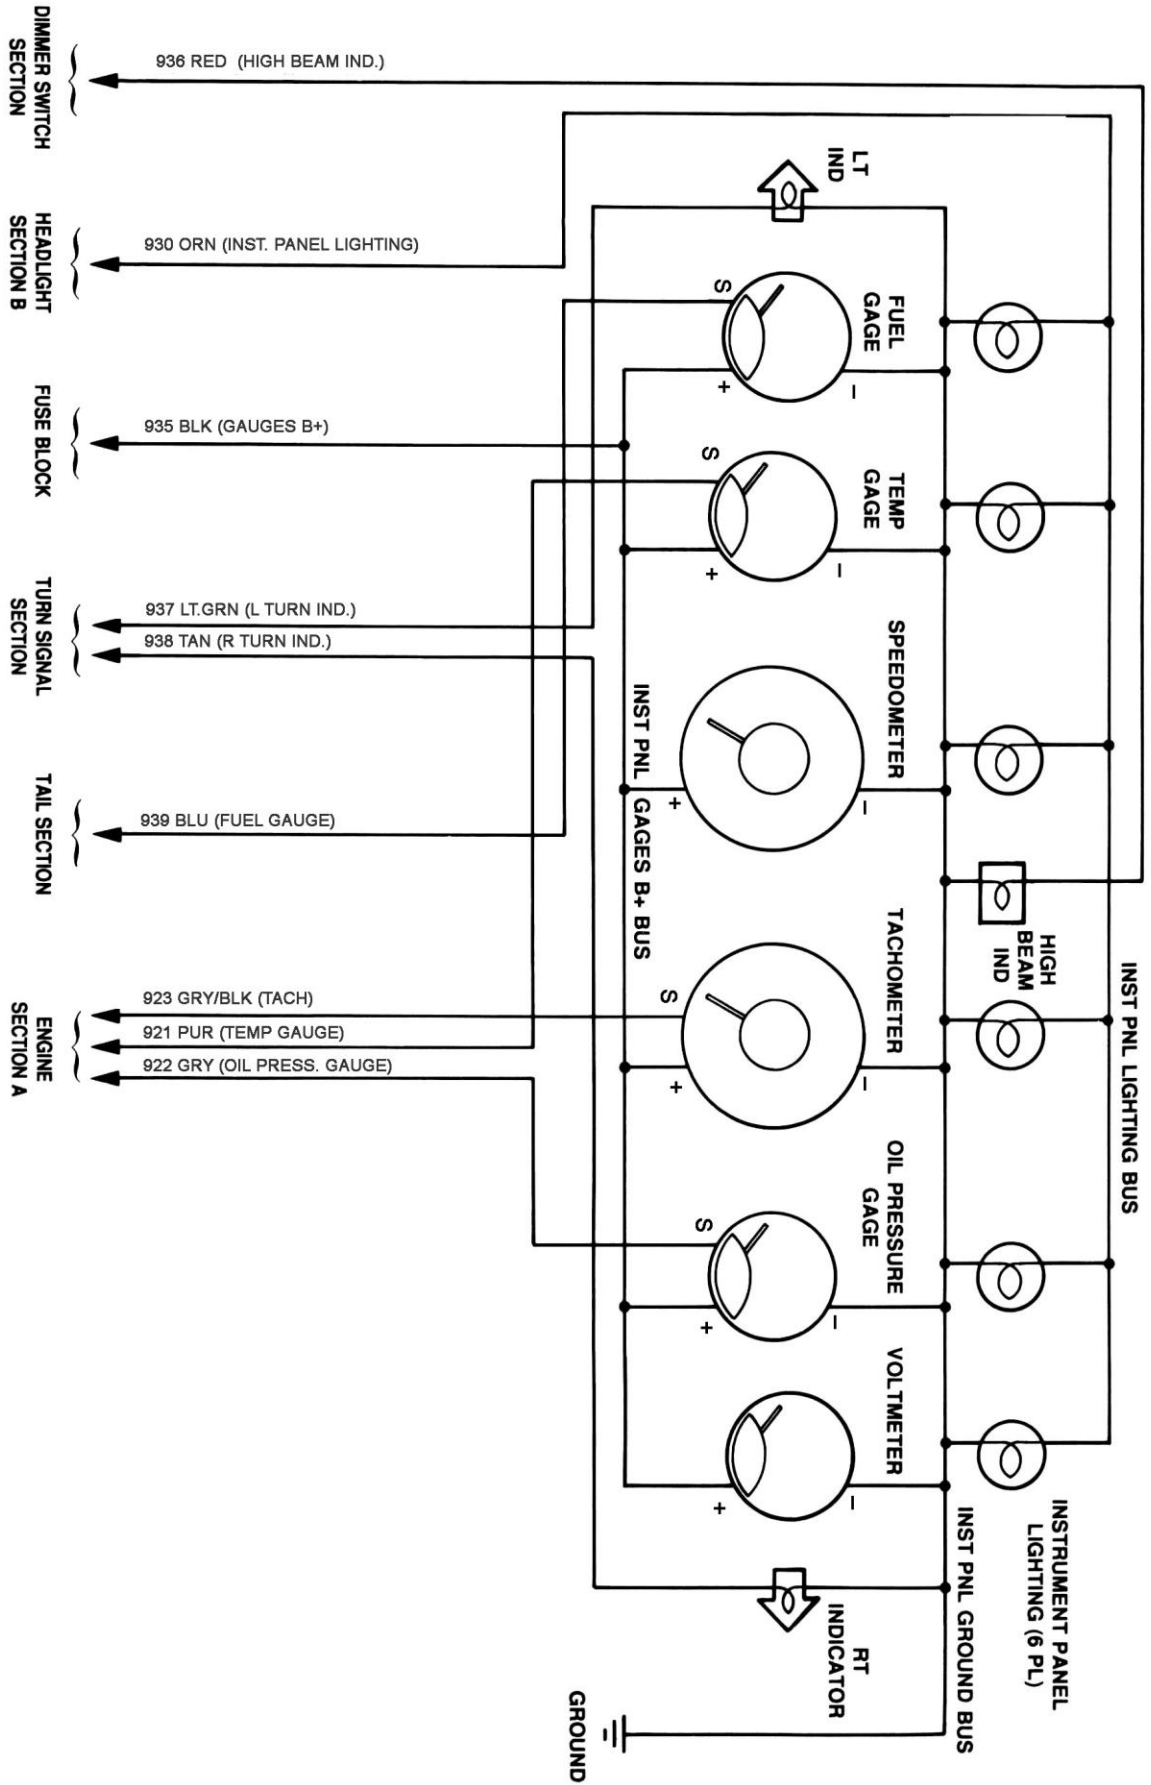 936 RED (HIGH BEAM IND.)
DIMMER SWITCH
SECTION
930 ORN (INST. PANEL LIGHTING)
HEADLIGHT
SECTION B
935 BLK (GAUGES B+)
FUSE BLOCK
937 LT.GRN (L TURN IND.)
938 TAN (R TURN IND.)
TURN SIGNAL
SECTION
939 BLU (FUEL GAUGE)
TAIL SECTION
923 GRY/BLK (TACH)
921 PUR (TEMP GAUGE)
922 GRY (OIL PRESS. GAUGE)
ENGINE
SECTION A
LT
IND
FUEL
GAGE
S
+
−
TEMP
GAGE
S
+
−
SPEEDOMETER
+
−
INST PNL GAGES B+ BUS
HIGH
BEAM
IND
TACHOMETER
S
+
−
INST PNL LIGHTING BUS
OIL PRESSURE
GAGE
S
+
−
VOLTMETER
+
−
INSTRUMENT PANEL
LIGHTING (6 PL)
INST PNL GROUND BUS
RT
INDICATOR
GROUND